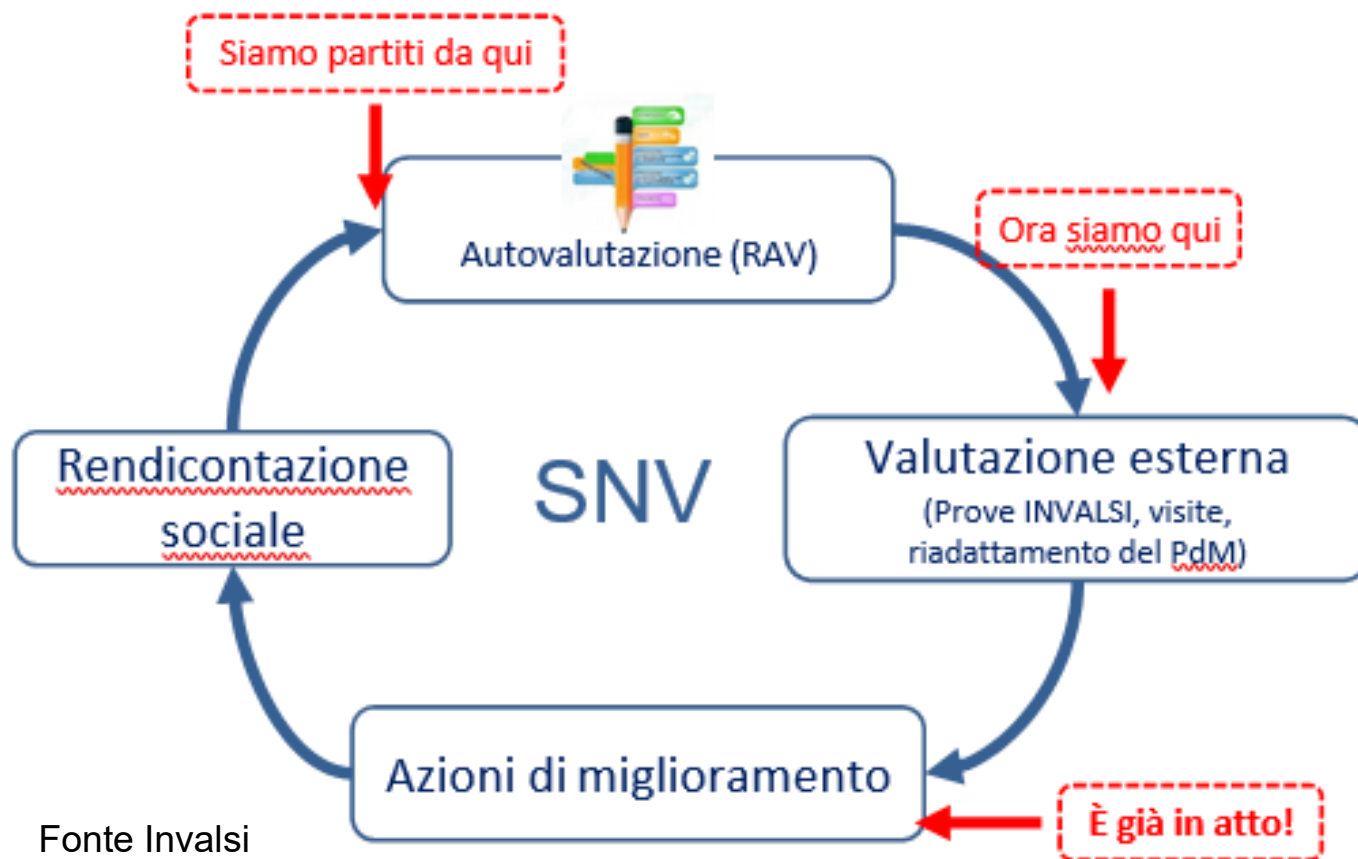 Siamo partiti da qui
Autovalutazione (RAV)
Ora siamo qui
Rendicontazione
sociale
SNV
Valutazione esterna
(Prove INVALSI, visite,
riadattamento del PdM)
Azioni di miglioramento
È già in atto!
Fonte Invalsi